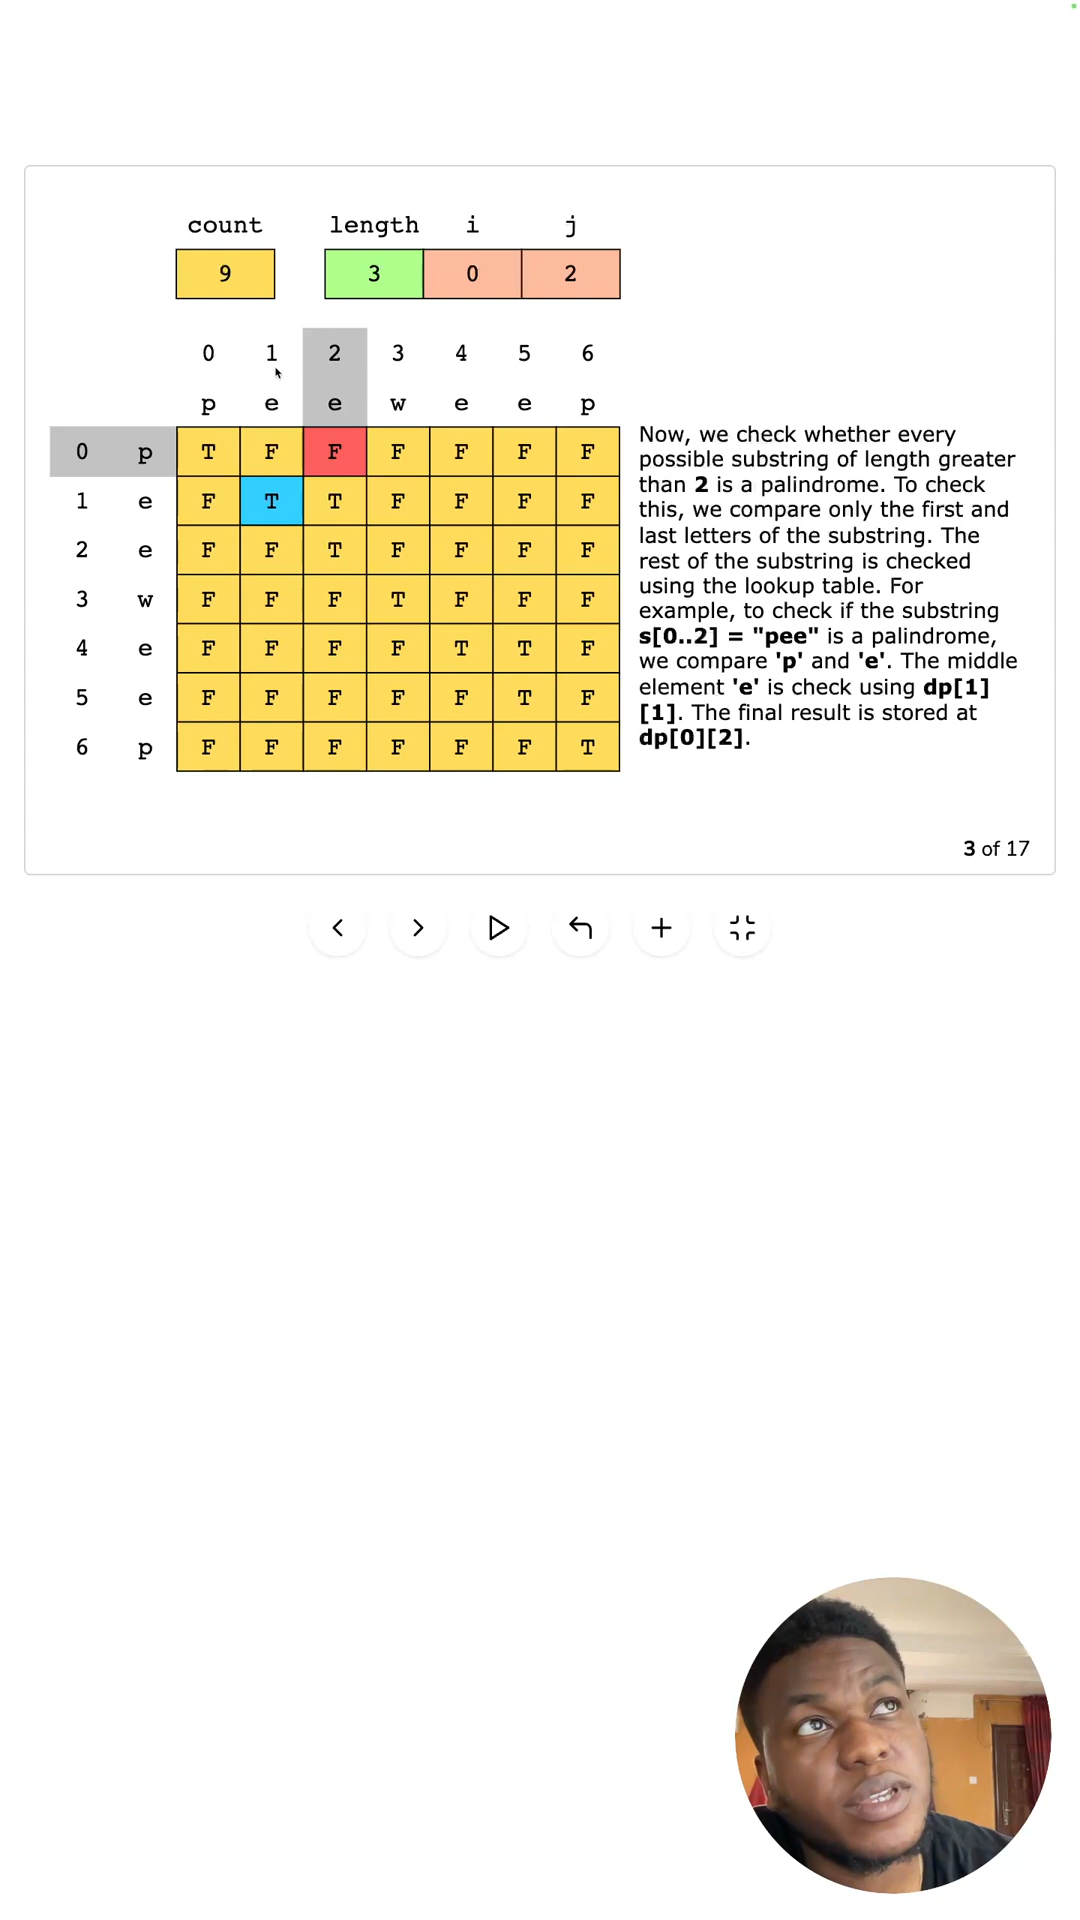 count length i j
9 3 0 2
0 1 2 3 4 5 6
p e e w e e p
0 p T F F F F F F
1 e F T T F F F F
2 e F F T F F F F
3 w F F F T F F F
4 e F F F F T T F
5 e F F F F F T F
6 p F F F F F F T
Now, we check whether every
possible substring of length greater
than 2 is a palindrome. To check
this, we compare only the first and
last letters of the substring. The
rest of the substring is checked
using the lookup table. For
example, to check if the substring
s[0..2] = "pee" is a palindrome,
we compare 'p' and 'e'. The middle
element 'e' is check using dp[1]
[1]. The final result is stored at
dp[0][2].
3 of 17